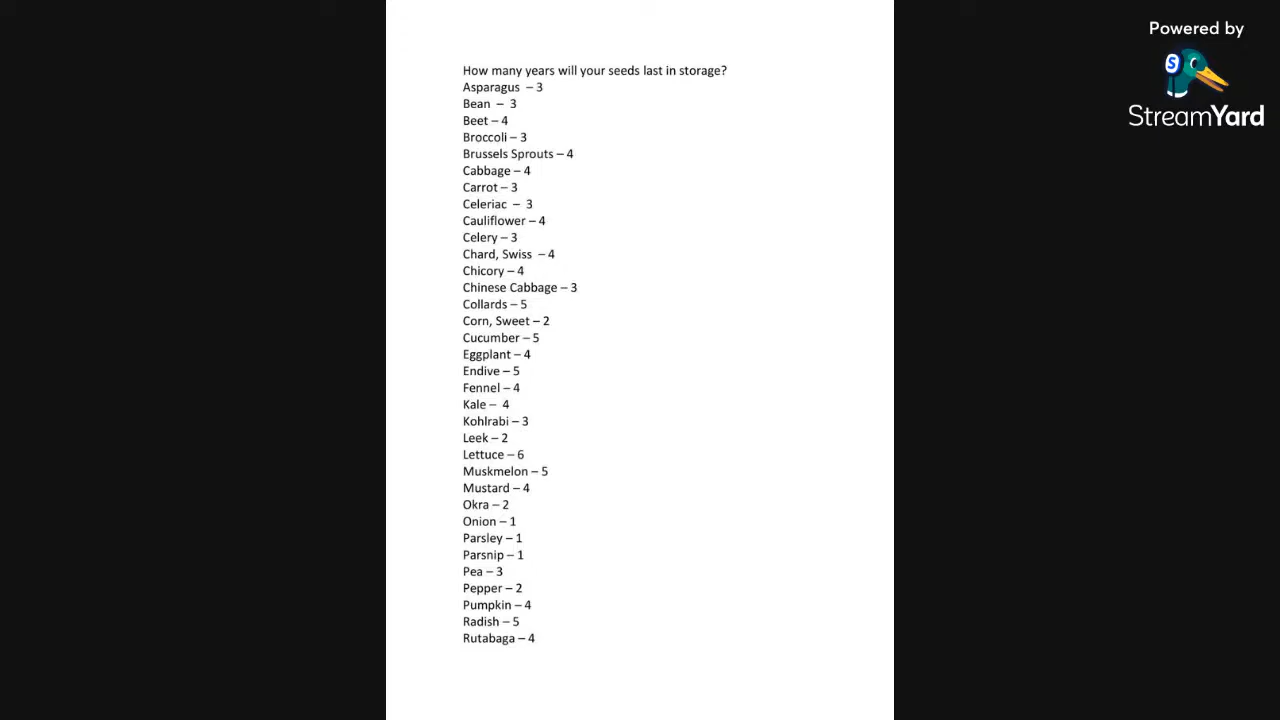 How many years will your seeds last in storage?
Asparagus – 3
Bean – 3
Beet – 4
Broccoli – 3
Brussels Sprouts – 4
Cabbage – 4
Carrot – 3
Celeriac – 3
Cauliflower – 4
Celery – 3
Chard, Swiss – 4
Chicory – 4
Chinese Cabbage – 3
Collards – 5
Corn, Sweet – 2
Cucumber – 5
Eggplant – 4
Endive – 5
Fennel – 4
Kale – 4
Kohlrabi – 3
Leek – 2
Lettuce – 6
Muskmelon – 5
Mustard – 4
Okra – 2
Onion – 1
Parsley – 1
Parsnip – 1
Pea – 3
Pepper – 2
Pumpkin – 4
Radish – 5
Rutabaga – 4
Powered by
S
StreamYard